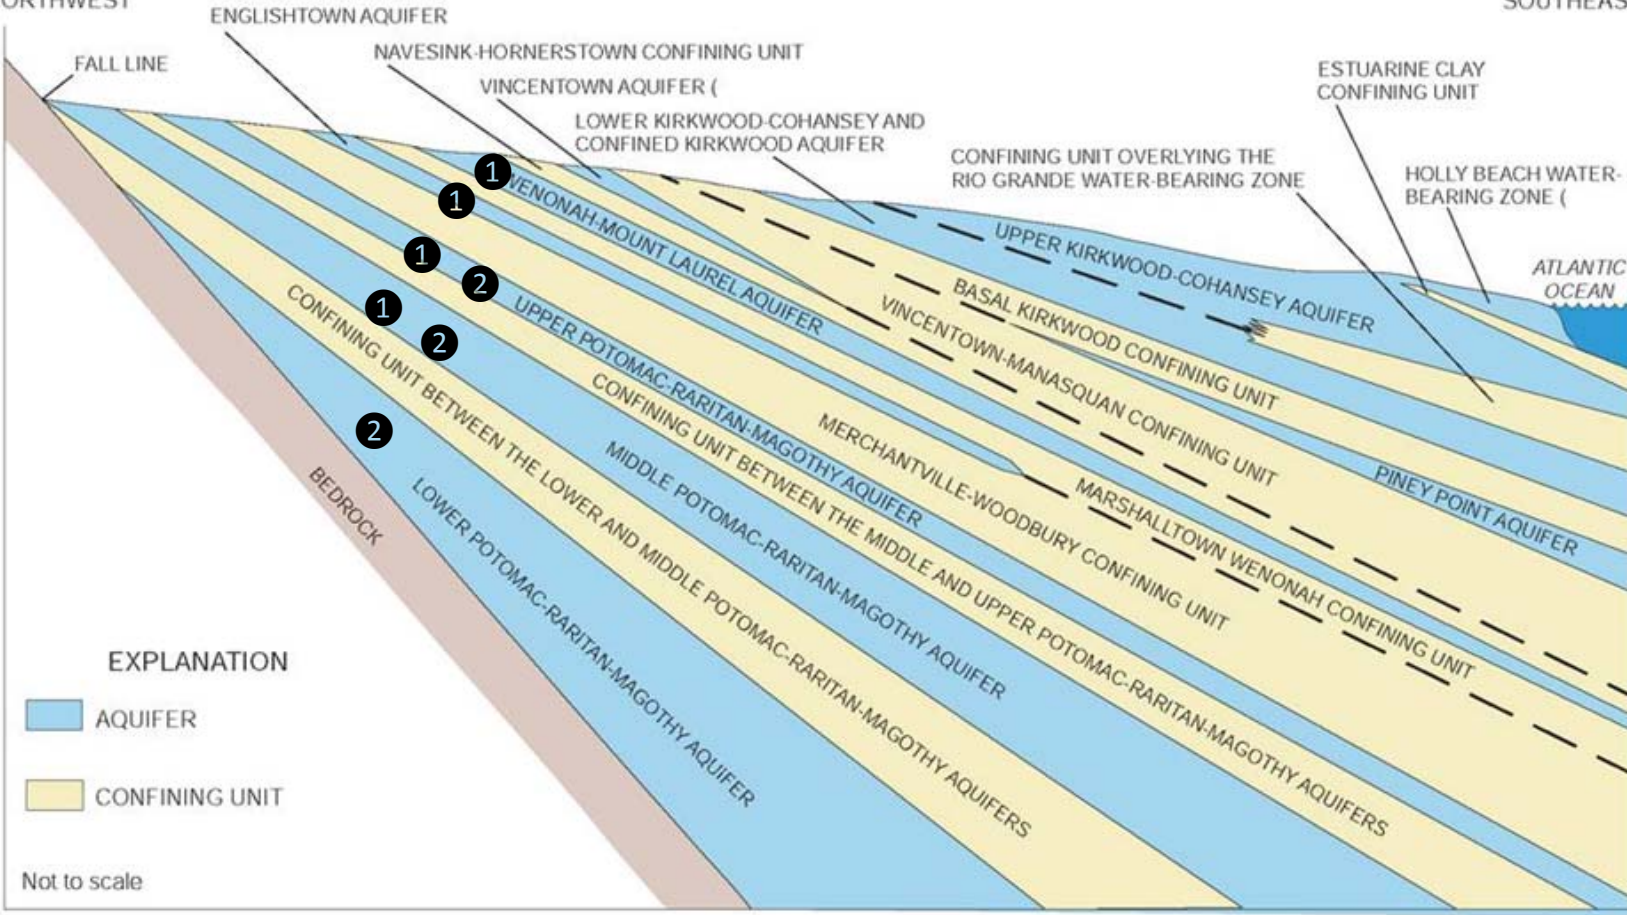 ORTHWEST
SOUTHEAS
ENGLISHTOWN AQUIFER
NAVESINK-HORNERSTOWN CONFINING UNIT
FALL LINE
VINCENTOWN AQUIFER (
ESTUARINE CLAY
CONFINING UNIT
LOWER KIRKWOOD-COHANSEY AND
CONFINED KIRKWOOD AQUIFER
CONFINING UNIT OVERLYING THE
RIO GRANDE WATER-BEARING ZONE
HOLLY BEACH WATER-
BEARING ZONE (
ATLANTIC
OCEAN
1
1
1
2
1
2
2
WENONAH-MOUNT LAUREL AQUIFER
UPPER KIRKWOOD-COHANSEY AQUIFER
BASAL KIRKWOOD CONFINING UNIT
VINCENTOWN-MANASQUAN CONFINING UNIT
PINEY POINT AQUIFER
MARSHALLTOWN WENONAH CONFINING UNIT
MERCHANTVILLE-WOODBURY CONFINING UNIT
UPPER POTOMAC-RARITAN-MAGOTHY AQUIFER
CONFINING UNIT BETWEEN THE MIDDLE AND UPPER POTOMAC-RARITAN-MAGOTHY AQUIFERS
MIDDLE POTOMAC-RARITAN-MAGOTHY AQUIFER
CONFINING UNIT BETWEEN THE LOWER AND MIDDLE POTOMAC-RARITAN-MAGOTHY AQUIFERS
LOWER POTOMAC-RARITAN-MAGOTHY AQUIFER
BEDROCK
EXPLANATION
AQUIFER
CONFINING UNIT
Not to scale